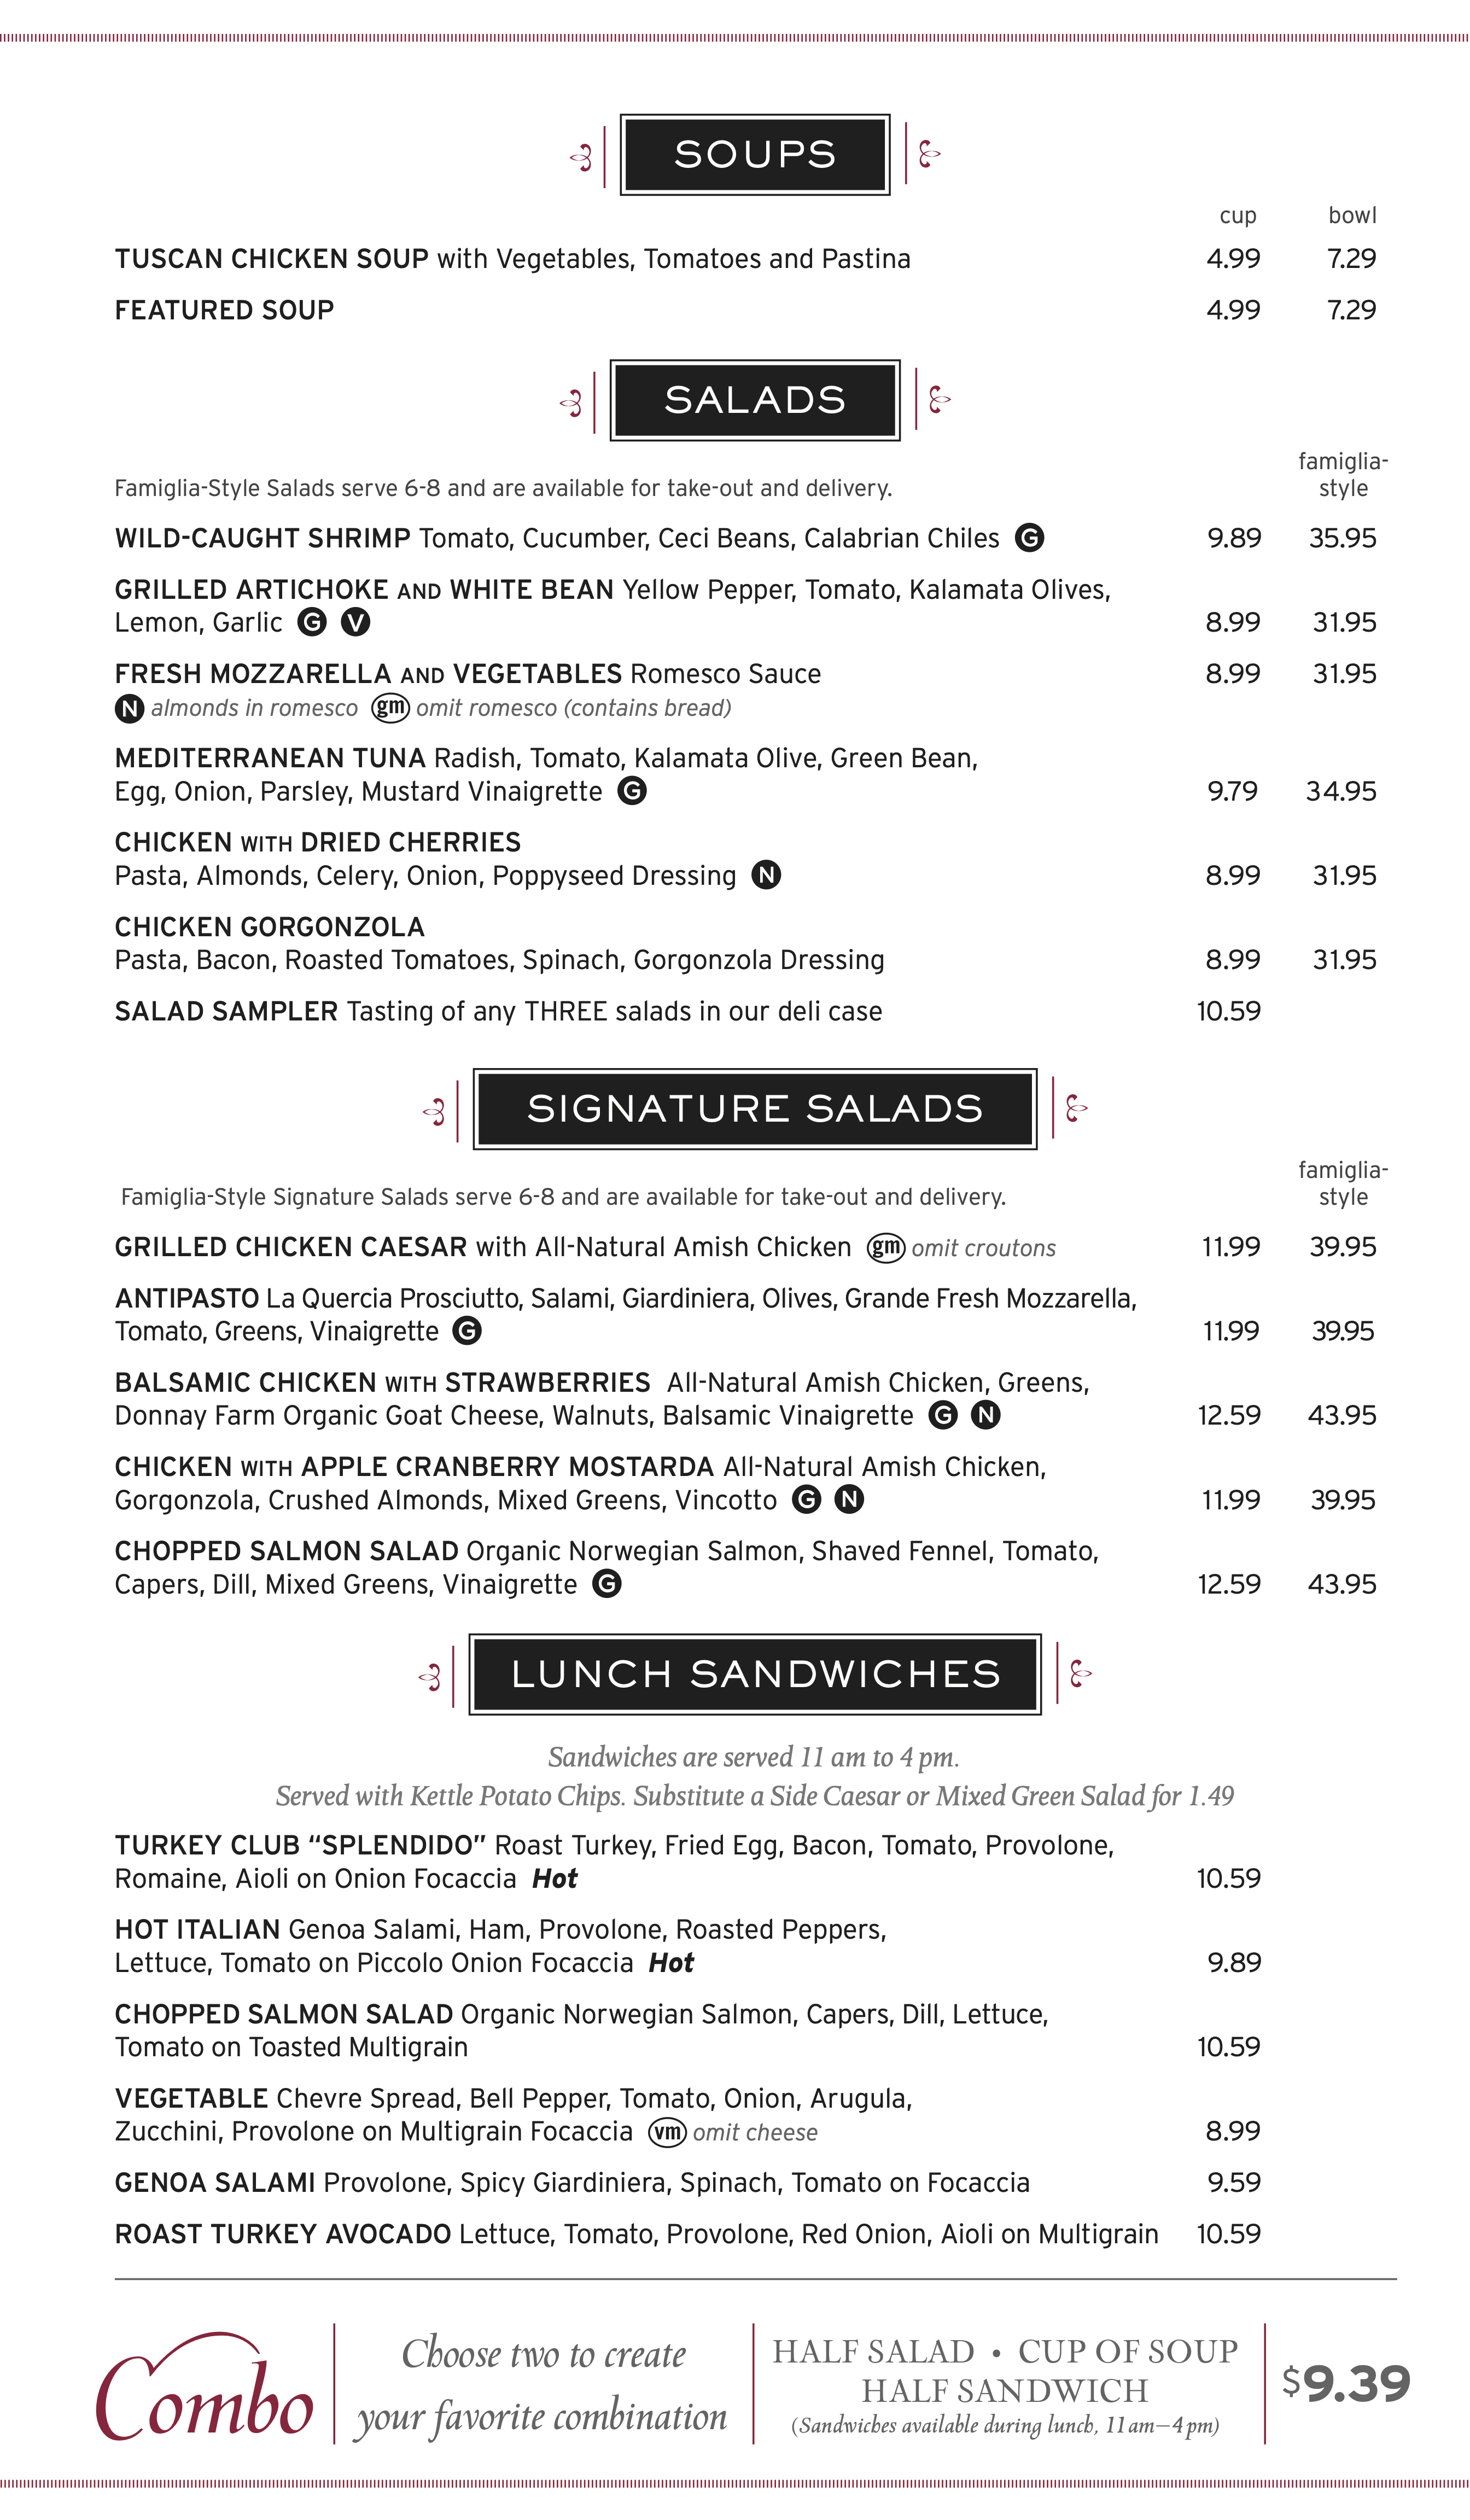 SOUPS
cup bowl
TUSCAN CHICKEN SOUP with Vegetables, Tomatoes and Pastina 4.99 7.29
FEATURED SOUP 4.99 7.29
SALADS
famiglia-
Famiglia-Style Salads serve 6-8 and are available for take-out and delivery. style
WILD-CAUGHT SHRIMP Tomato, Cucumber, Ceci Beans, Calabrian Chiles G 9.89 35.95
GRILLED ARTICHOKE AND WHITE BEAN Yellow Pepper, Tomato, Kalamata Olives,
Lemon, Garlic G V 8.99 31.95
FRESH MOZZARELLA AND VEGETABLES Romesco Sauce 8.99 31.95
N almonds in romesco gm omit romesco (contains bread)
MEDITERRANEAN TUNA Radish, Tomato, Kalamata Olive, Green Bean,
Egg, Onion, Parsley, Mustard Vinaigrette G 9.79 34.95
CHICKEN WITH DRIED CHERRIES
Pasta, Almonds, Celery, Onion, Poppyseed Dressing N 8.99 31.95
CHICKEN GORGONZOLA
Pasta, Bacon, Roasted Tomatoes, Spinach, Gorgonzola Dressing 8.99 31.95
SALAD SAMPLER Tasting of any THREE salads in our deli case 10.59
SIGNATURE SALADS
famiglia-
Famiglia-Style Signature Salads serve 6-8 and are available for take-out and delivery. style
GRILLED CHICKEN CAESAR with All-Natural Amish Chicken gm omit croutons 11.99 39.95
ANTIPASTO La Quercia Prosciutto, Salami, Giardiniera, Olives, Grande Fresh Mozzarella,
Tomato, Greens, Vinaigrette G 11.99 39.95
BALSAMIC CHICKEN WITH STRAWBERRIES All-Natural Amish Chicken, Greens,
Donnay Farm Organic Goat Cheese, Walnuts, Balsamic Vinaigrette G N 12.59 43.95
CHICKEN WITH APPLE CRANBERRY MOSTARDA All-Natural Amish Chicken,
Gorgonzola, Crushed Almonds, Mixed Greens, Vincotto G N 11.99 39.95
CHOPPED SALMON SALAD Organic Norwegian Salmon, Shaved Fennel, Tomato,
Capers, Dill, Mixed Greens, Vinaigrette G 12.59 43.95
LUNCH SANDWICHES
Sandwiches are served 11 am to 4 pm.
Served with Kettle Potato Chips. Substitute a Side Caesar or Mixed Green Salad for 1.49
TURKEY CLUB “SPLENDIDO” Roast Turkey, Fried Egg, Bacon, Tomato, Provolone,
Romaine, Aioli on Onion Focaccia Hot 10.59
HOT ITALIAN Genoa Salami, Ham, Provolone, Roasted Peppers,
Lettuce, Tomato on Piccolo Onion Focaccia Hot 9.89
CHOPPED SALMON SALAD Organic Norwegian Salmon, Capers, Dill, Lettuce,
Tomato on Toasted Multigrain 10.59
VEGETABLE Chevre Spread, Bell Pepper, Tomato, Onion, Arugula,
Zucchini, Provolone on Multigrain Focaccia vm omit cheese 8.99
GENOA SALAMI Provolone, Spicy Giardiniera, Spinach, Tomato on Focaccia 9.59
ROAST TURKEY AVOCADO Lettuce, Tomato, Provolone, Red Onion, Aioli on Multigrain 10.59
Combo
Choose two to create
your favorite combination
HALF SALAD • CUP OF SOUP
HALF SANDWICH
(Sandwiches available during lunch, 11am–4pm)
$9.39